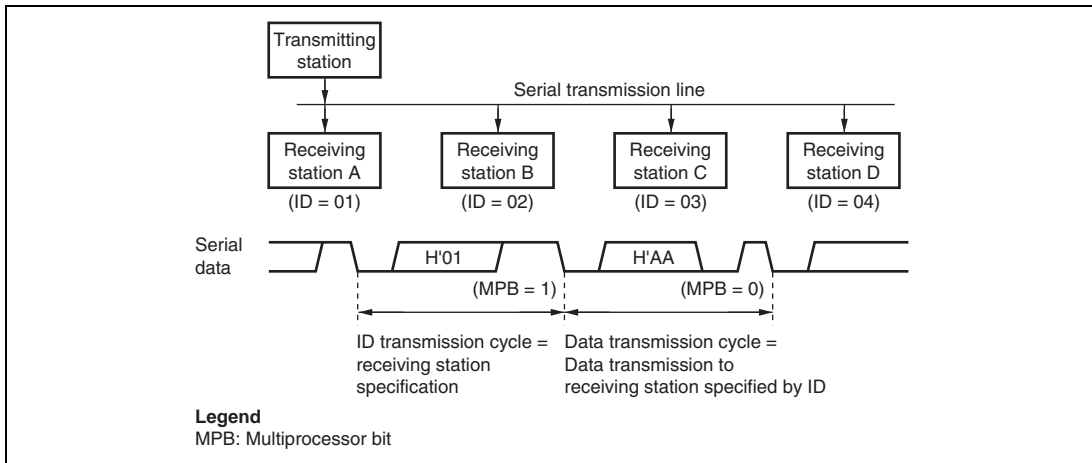 Transmitting
station
Serial transmission line
Receiving
station A
Receiving
station B
Receiving
station C
Receiving
station D
(ID = 01)
(ID = 02)
(ID = 03)
(ID = 04)
Serial
data
H'01
H'AA
(MPB = 1)
(MPB = 0)
ID transmission cycle =
receiving station
specification
Data transmission cycle =
Data transmission to
receiving station specified by ID
Legend
MPB: Multiprocessor bit